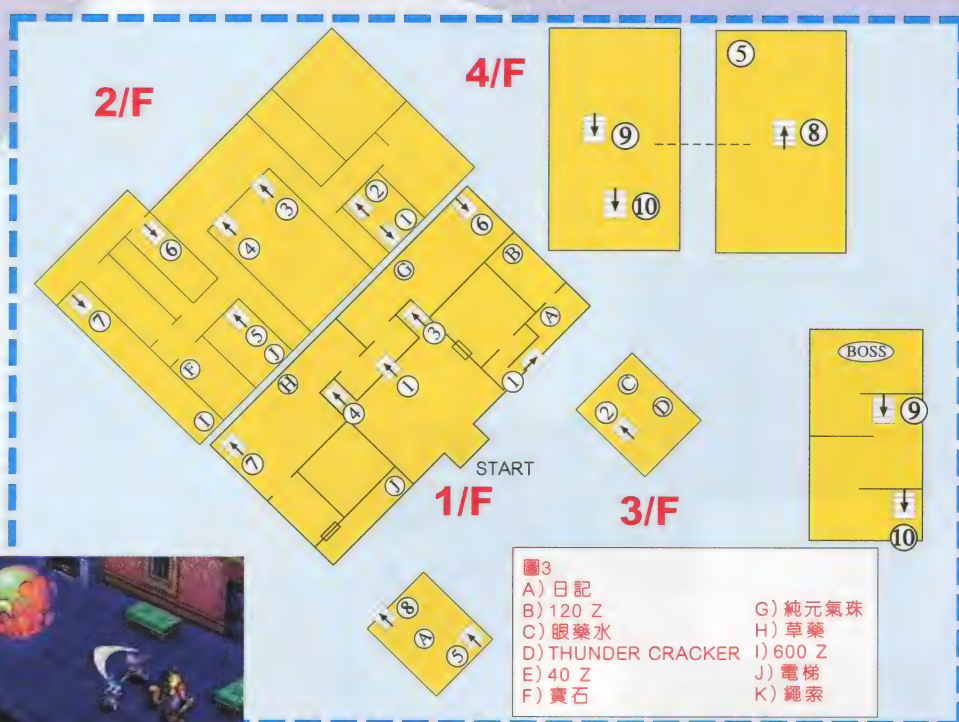 2/F
4/F
⑤
⑨
⑧
⑩
②
③
①
④
⑥
⑥
⑦
Ⓖ
Ⓑ
⑤
Ⓙ
③
Ⓐ
Ⓕ
Ⓘ
Ⓗ
①
①
④
⑦
Ⓙ
START
1/F
②
Ⓒ
Ⓓ
3/F
BOSS
⑨
⑩
⑧
Ⓐ
⑤
圖3
A) 日記
B) 120 Z
C) 眼藥水
D) THUNDER CRACKER
E) 40 Z
F) 寶石
G) 純元氣珠
H) 草藥
I) 600 Z
J) 電梯
K) 繩索